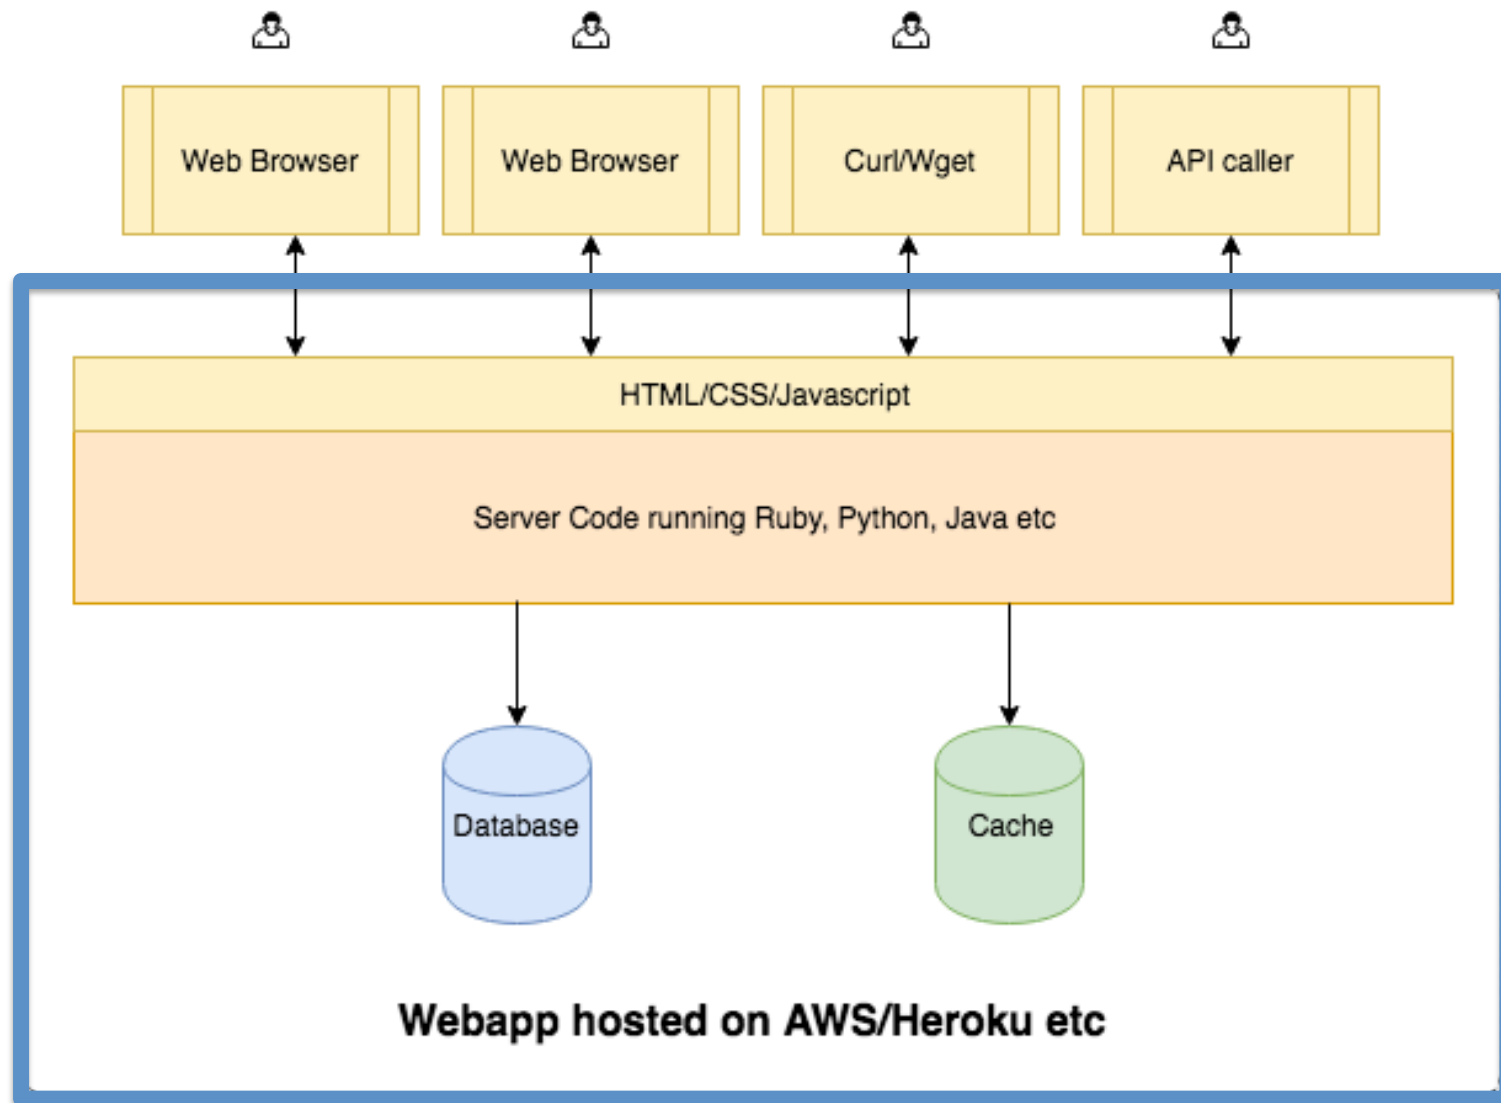 Web Browser
Web Browser
Curl/Wget
API caller
HTML/CSS/Javascript
Server Code running Ruby, Python, Java etc
Database
Cache
Webapp hosted on AWS/Heroku etc